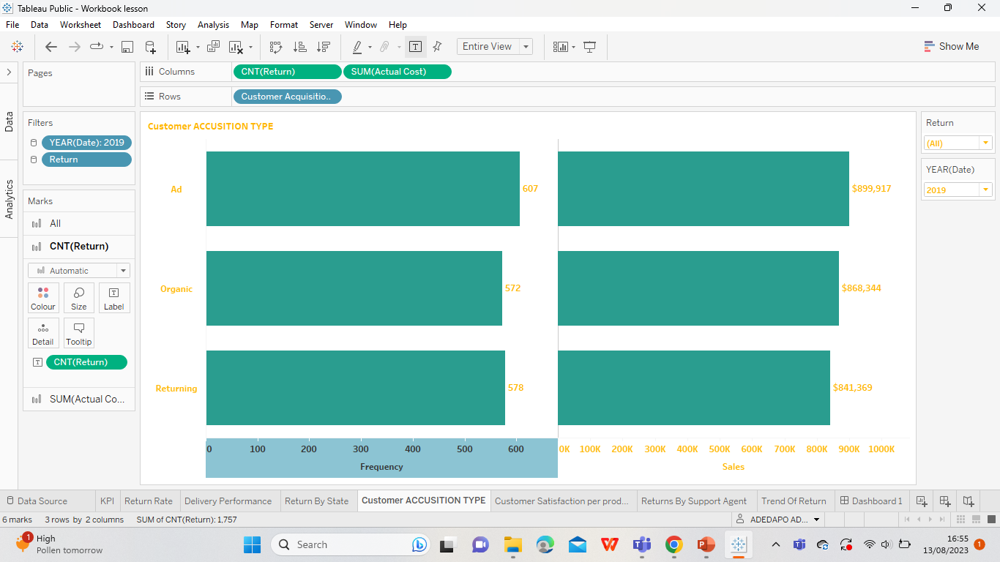 Tableau Public - Workbook lesson
File Data Worksheet Dashboard Story Analysis Map Format Server Window Help
Entire View
Show Me
Pages
Columns
CNT(Return)
SUM(Actual Cost)
Rows
Customer Acquisitio..
Data
Analytics
Filters
YEAR(Date): 2019
Return
Marks
All
CNT(Return)
Automatic
Colour Size Label
Detail Tooltip
CNT(Return)
SUM(Actual Co...
Customer ACCUSITION TYPE
Ad
607
$899,917
Organic
572
$868,344
Returning
578
$841,369
0 100 200 300 400 500 600
Frequency
0K 100K 200K 300K 400K 500K 600K 700K 800K 900K 1000K
Sales
Return
(All)
YEAR(Date)
2019
Data Source KPI Return Rate Delivery Performance Return By State Customer ACCUSITION TYPE Customer Satisfaction per prod... Returns By Support Agent Trend Of Return Dashboard 1
6 marks 3 rows by 2 columns SUM of CNT(Return): 1,757
ADEDAPO AD...
1
High
Pollen tomorrow
Search
16:55
13/08/2023
1